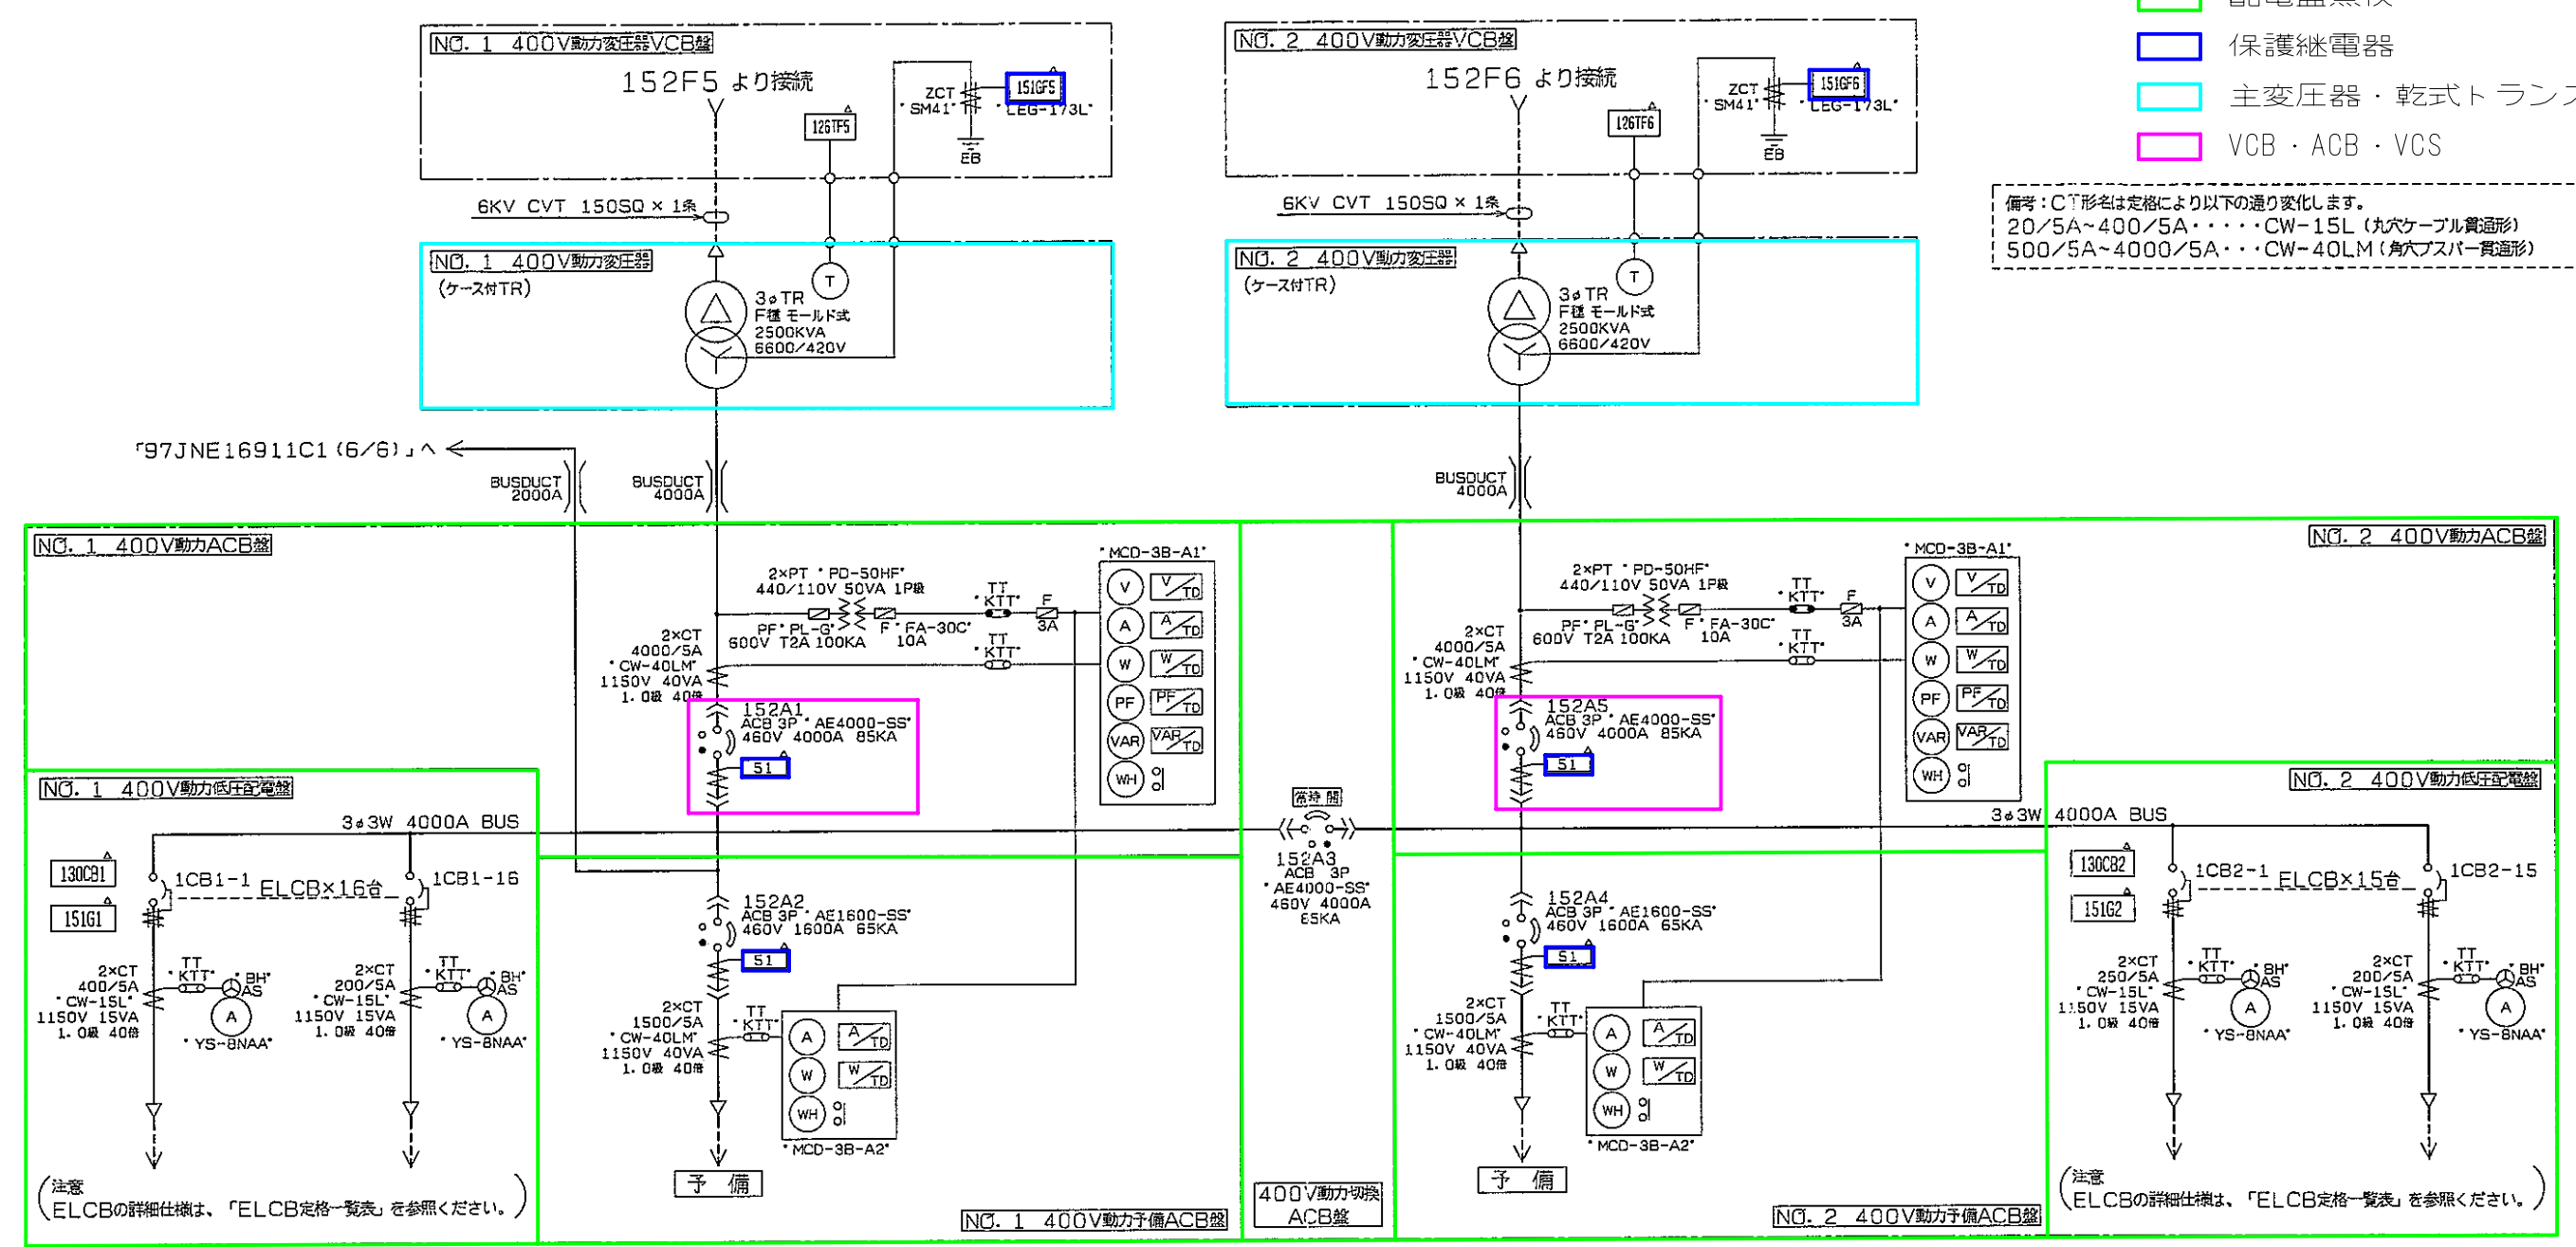 NO. 1 400V動力変圧器VCB盤
152F5 より接続
126TF5
ZCT
"SM41"
151GF5
"LEG-173L"
EB
6KV CVT 150SQ × 1条
NO. 1 400V動力変圧器
(ケース付TR)
T
3φTR
F種 モールド式
2500KVA
6600/420V
NO. 2 400V動力変圧器VCB盤
152F6 より接続
126TF6
ZCT
"SM41"
151GF6
"LEG-173L"
EB
6KV CVT 150SQ × 1条
NO. 2 400V動力変圧器
(ケース付TR)
T
3φTR
F種 モールド式
2500KVA
6600/420V
保護継電器
主変圧器・乾式トランス
VCB・ACB・VCS
備考:CT形名は定格により以下の通り変化します。
20/5A~400/5A・・・・・CW-15L (丸穴ケーブル貫通形)
500/5A~4000/5A・・・CW-40LM (角穴ブスバー貫通形)
「97JNE16911C1 (6/6)」へ
BUSDUCT
2000A
BUSDUCT
4000A
BUSDUCT
4000A
NO. 1 400V動力ACB盤
2×PT "PD-50HF"
440/110V 50VA 1P級
PF"PL-G"
600V T2A 100KA
F"FA-30C"
10A
TT
"KTT"
F
3A
TT
"KTT"
2×CT
4000/5A
"CW-40LM"
1150V 40VA
1.0級 40倍
152A1
ACB 3P "AE4000-SS"
460V 4000A 85KA
51
"MCD-3B-A1"
V V/TD
A A/TD
W W/TD
PF PF/TD
VAR VAR/TD
WH
NO. 2 400V動力ACB盤
2×PT "PD-50HF"
440/110V 50VA 1P級
PF"PL-G"
600V T2A 100KA
F"FA-30C"
10A
TT
"KTT"
F
3A
TT
"KTT"
2×CT
4000/5A
"CW-40LM"
1150V 40VA
1.0級 40倍
152A5
ACB 3P "AE4000-SS"
460V 4000A 85KA
51
"MCD-3B-A1"
V V/TD
A A/TD
W W/TD
PF PF/TD
VAR VAR/TD
WH
NO. 1 400V動力低圧配電盤
3φ3W 4000A BUS
130CB1
151G1
1CB1-1
ELCB×16台
1CB1-16
2×CT
400/5A
"CW-15L"
1150V 15VA
1.0級 40倍
TT
"KTT"
"BH"
AS
A
"YS-8NAA"
2×CT
200/5A
"CW-15L"
1150V 15VA
1.0級 40倍
TT
"KTT"
"BH"
AS
A
"YS-8NAA"
注意
ELCBの詳細仕様は、「ELCB定格一覧表」を参照ください。
152A2
ACB 3P "AE1600-SS"
460V 1600A 65KA
51
2×CT
1500/5A
"CW-40LM"
1150V 40VA
1.0級 40倍
TT
"KTT"
A A/TD
W W/TD
WH
"MCD-3B-A2"
予 備
NO. 1 400V動力予備ACB盤
常時 開
152A3
ACB 3P
"AE4000-SS"
460V 4000A
85KA
400V動力切換
ACB盤
152A4
ACB 3P "AE1600-SS"
460V 1600A 65KA
51
2×CT
1500/5A
"CW-40LM"
1150V 40VA
1.0級 40倍
TT
"KTT"
A A/TD
W W/TD
WH
"MCD-3B-A2"
予 備
NO. 2 400V動力予備ACB盤
NO. 2 400V動力低圧配電盤
3φ3W 4000A BUS
130CB2
151G2
1CB2-1
ELCB×15台
1CB2-15
2×CT
250/5A
"CW-15L"
1150V 15VA
1.0級 40倍
TT
"KTT"
"BH"
AS
A
"YS-8NAA"
2×CT
200/5A
"CW-15L"
1150V 15VA
1.0級 40倍
TT
"KTT"
"BH"
AS
A
"YS-8NAA"
注意
ELCBの詳細仕様は、「ELCB定格一覧表」を参照ください。